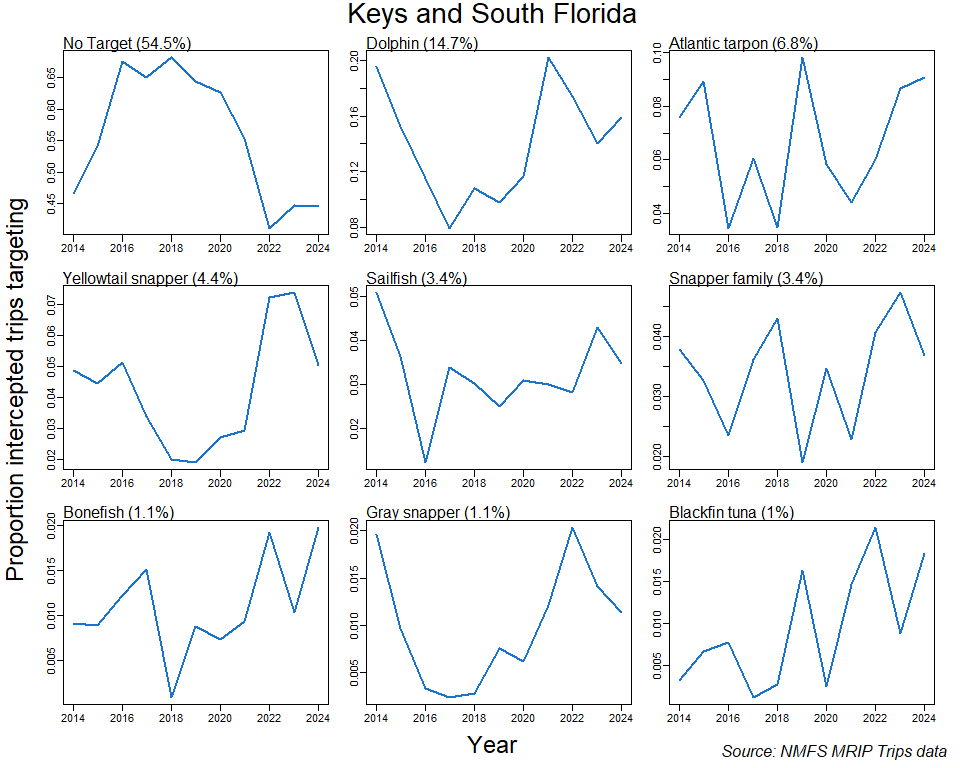 Keys and South Florida
No Target (54.5%)
Dolphin (14.7%)
Atlantic tarpon (6.8%)
0.45 0.50 0.55 0.60 0.65
0.08 0.12 0.16 0.20
0.04 0.06 0.08 0.10
2014 2016 2018 2020 2022 2024
2014 2016 2018 2020 2022 2024
2014 2016 2018 2020 2022 2024
Yellowtail snapper (4.4%)
Sailfish (3.4%)
Snapper family (3.4%)
0.02 0.03 0.04 0.05 0.06 0.07
0.02 0.03 0.04 0.05
0.020 0.030 0.040
2014 2016 2018 2020 2022 2024
2014 2016 2018 2020 2022 2024
2014 2016 2018 2020 2022 2024
Bonefish (1.1%)
Gray snapper (1.1%)
Blackfin tuna (1%)
0.005 0.010 0.015 0.020
0.005 0.010 0.015 0.020
0.005 0.010 0.015 0.020
2014 2016 2018 2020 2022 2024
2014 2016 2018 2020 2022 2024
2014 2016 2018 2020 2022 2024
Proportion intercepted trips targeting
Year
Source: NMFS MRIP Trips data